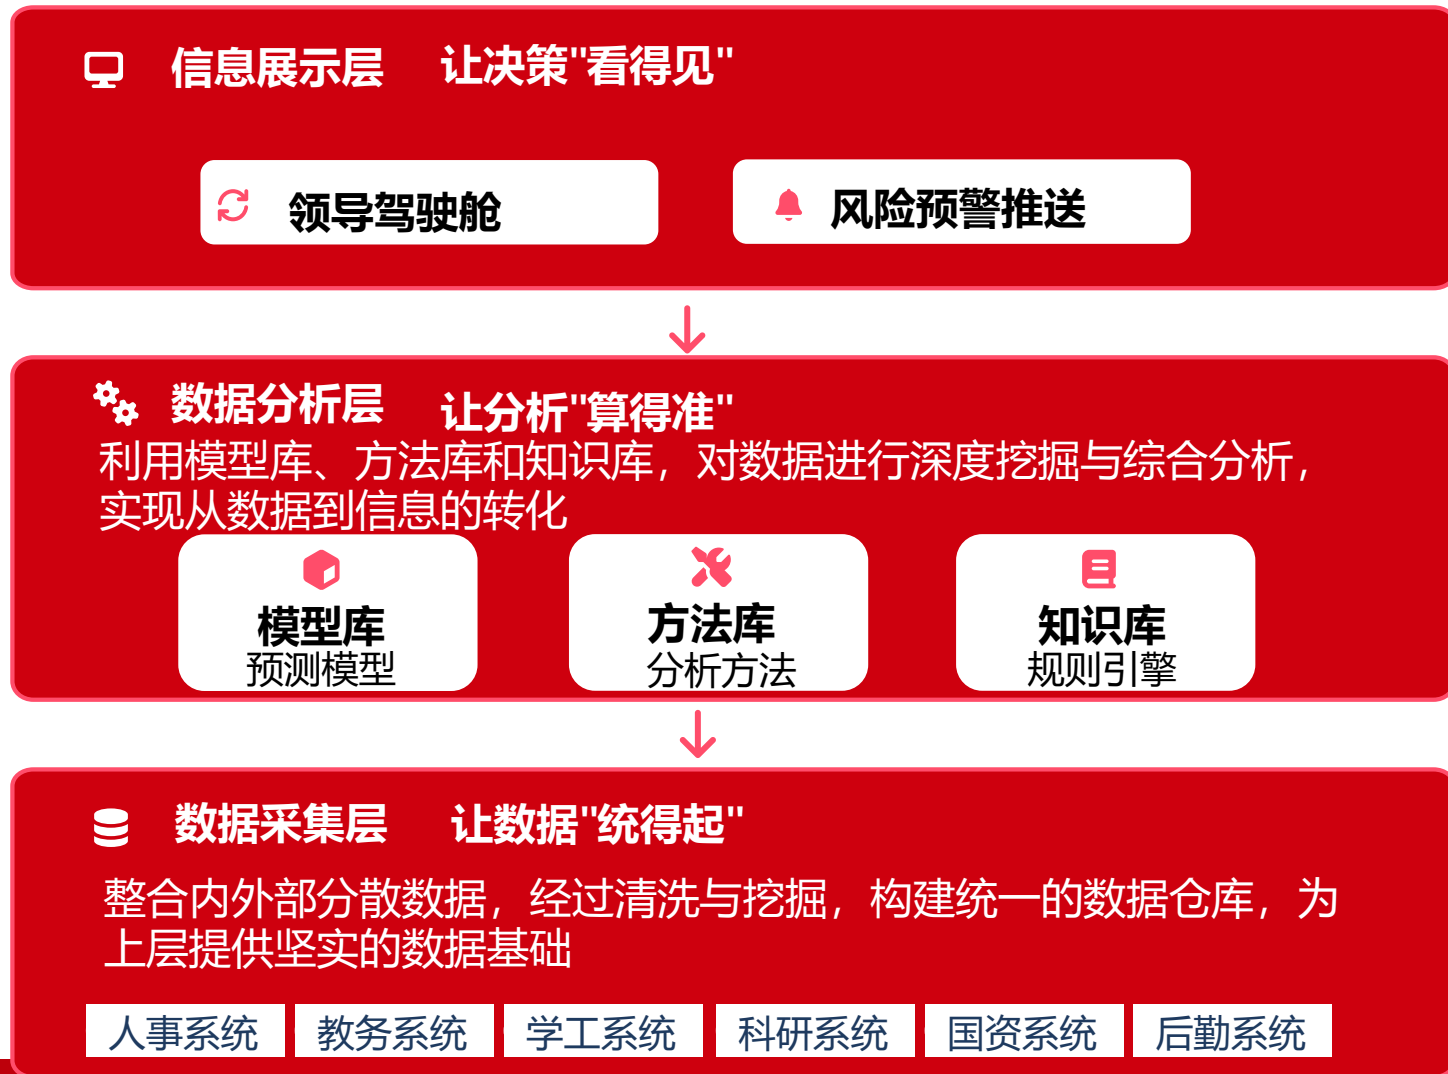 信息展示层 让决策"看得见"
领导驾驶舱 风险预警推送
数据分析层 让分析"算得准"
利用模型库、方法库和知识库，对数据进行深度挖掘与综合分析，
实现从数据到信息的转化
模型库 方法库 知识库
预测模型 分析方法 规则引擎
数据采集层 让数据"统得起"
整合内外部分散数据，经过清洗与挖掘，构建统一的数据仓库，为
上层提供坚实的数据基础
人事系统 教务系统 学工系统 科研系统 国资系统 后勤系统